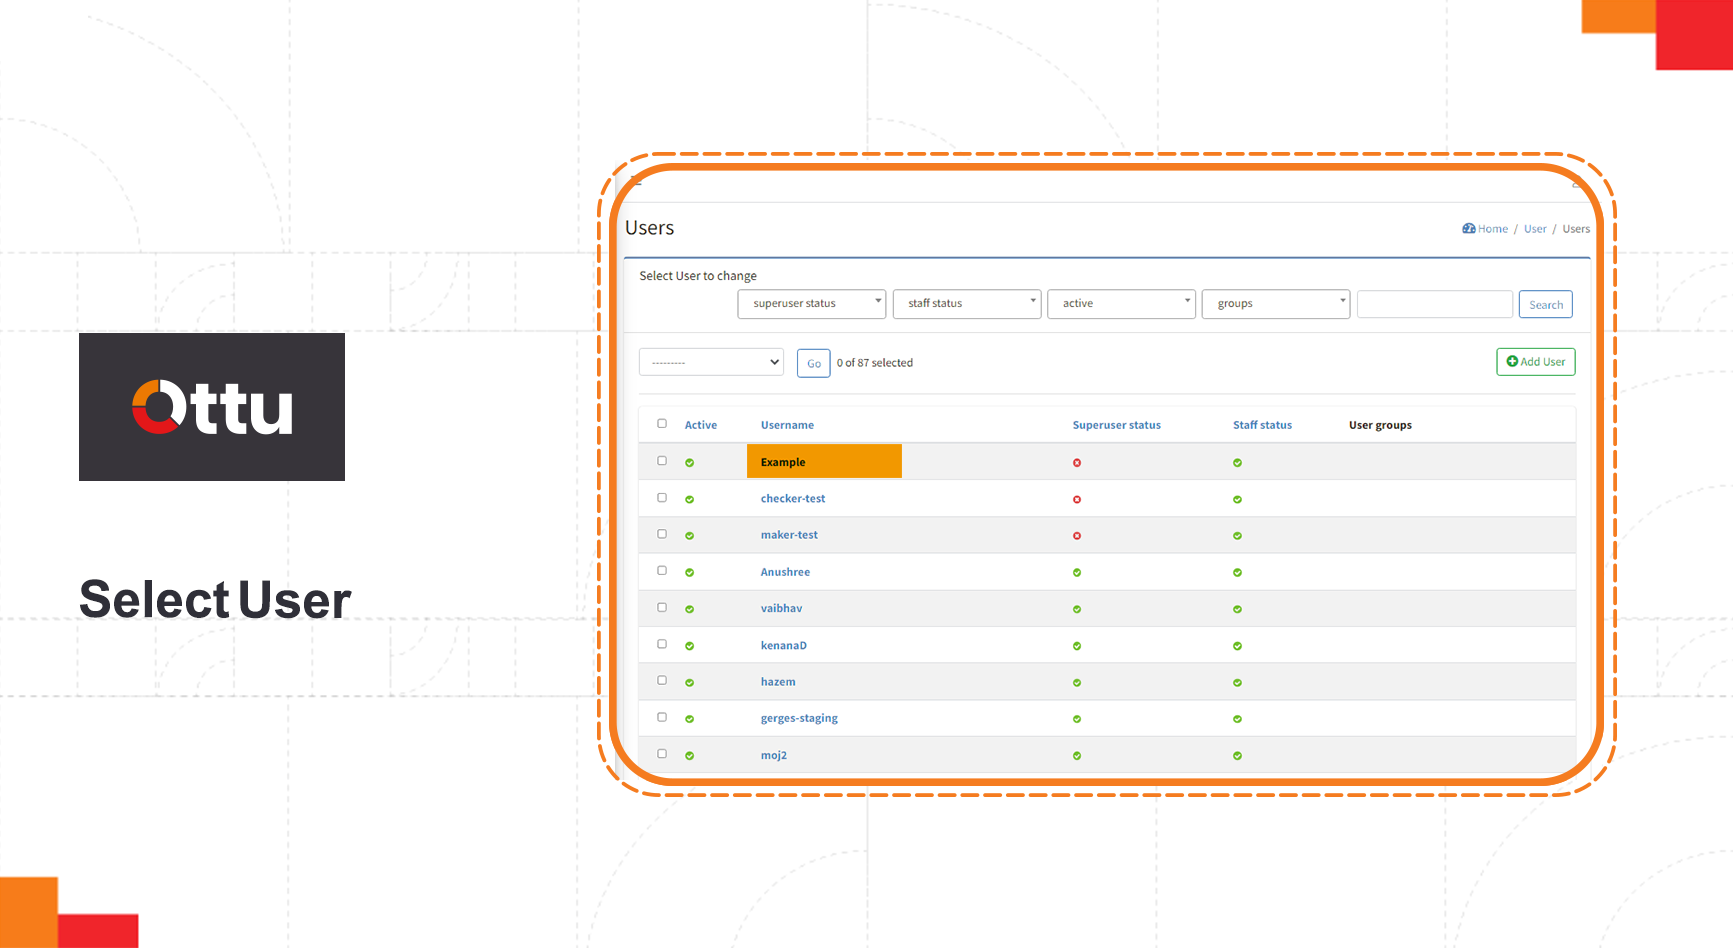 Ottu
Select User
Users
Home / User / Users
Select User to change
superuser status staff status active groups Search
--------- Go 0 of 87 selected Add User
Active Username Superuser status Staff status User groups
Example
checker-test
maker-test
Anushree
vaibhav
kenanaD
hazem
gerges-staging
moj2